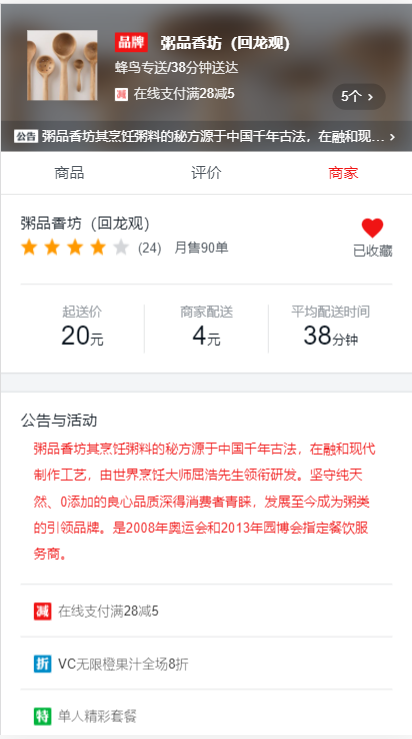 品牌 粥品香坊（回龙观）
蜂鸟专送/38分钟送达
减 在线支付满28减5
5个 >
公告 粥品香坊其烹饪粥料的秘方源于中国千年古法，在融和现... >
商品 评价 商家
粥品香坊（回龙观）
(24) 月售90单
已收藏
起送价 商家配送 平均配送时间
20元 4元 38分钟
公告与活动
粥品香坊其烹饪粥料的秘方源于中国千年古法，在融和现代
制作工艺，由世界烹饪大师屈浩先生领衔研发。坚守纯天
然、0添加的良心品质深得消费者青睐，发展至今成为粥类
的引领品牌。是2008年奥运会和2013年园博会指定餐饮服
务商。
减 在线支付满28减5
折 VC无限橙果汁全场8折
特 单人精彩套餐